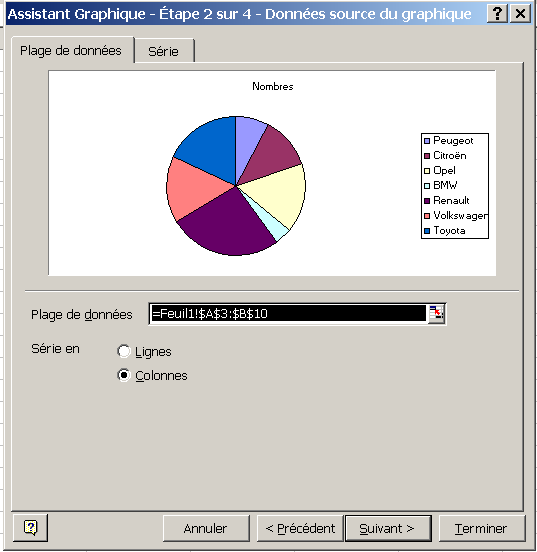 Assistant Graphique - Étape 2 sur 4 - Données source du graphique
Plage de données
Série
Nombres
Peugeot
Citroën
Opel
BMW
Renault
Volkswagen
Toyota
Plage de données
=Feuil1!$A$3:$B$10
Série en
Lignes
Colonnes
Annuler
< Précédent
Suivant >
Terminer